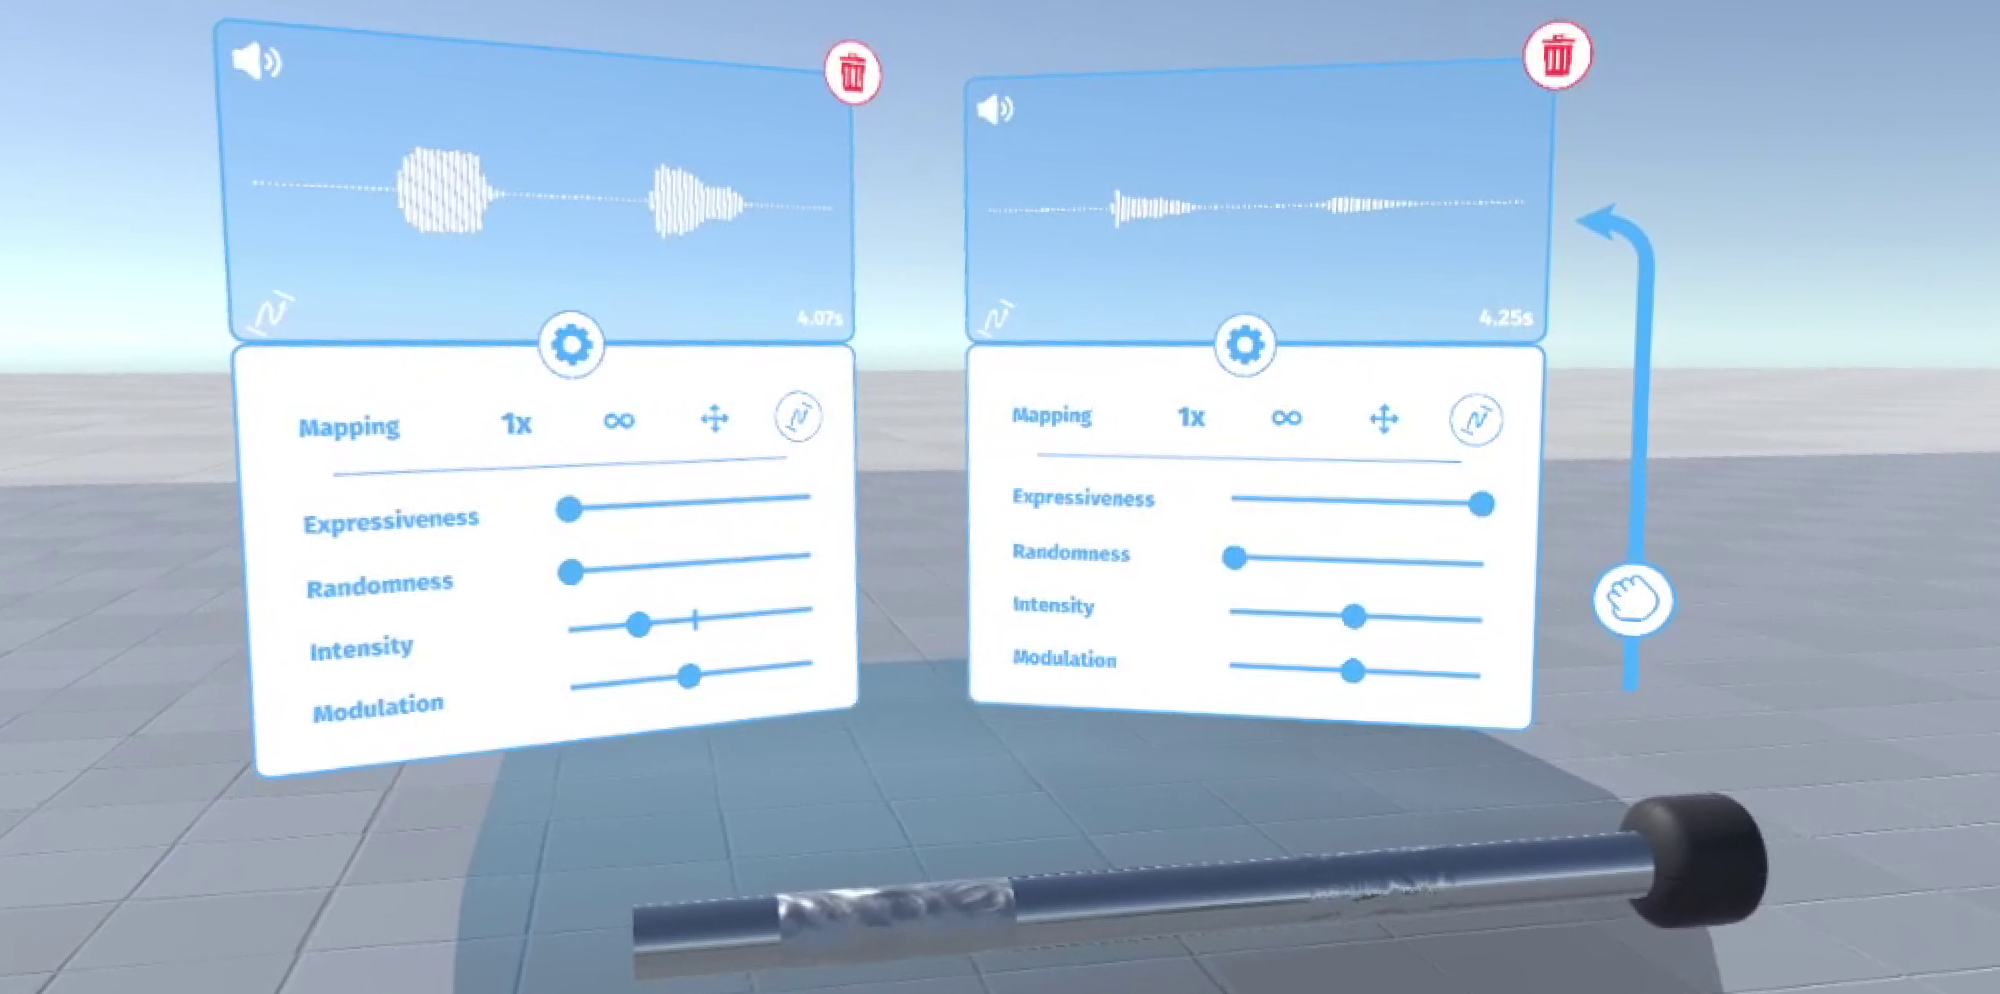 4.07s
Mapping 1x ∞
Expressiveness
Randomness
Intensity
Modulation
4.25s
Mapping 1x ∞
Expressiveness
Randomness
Intensity
Modulation